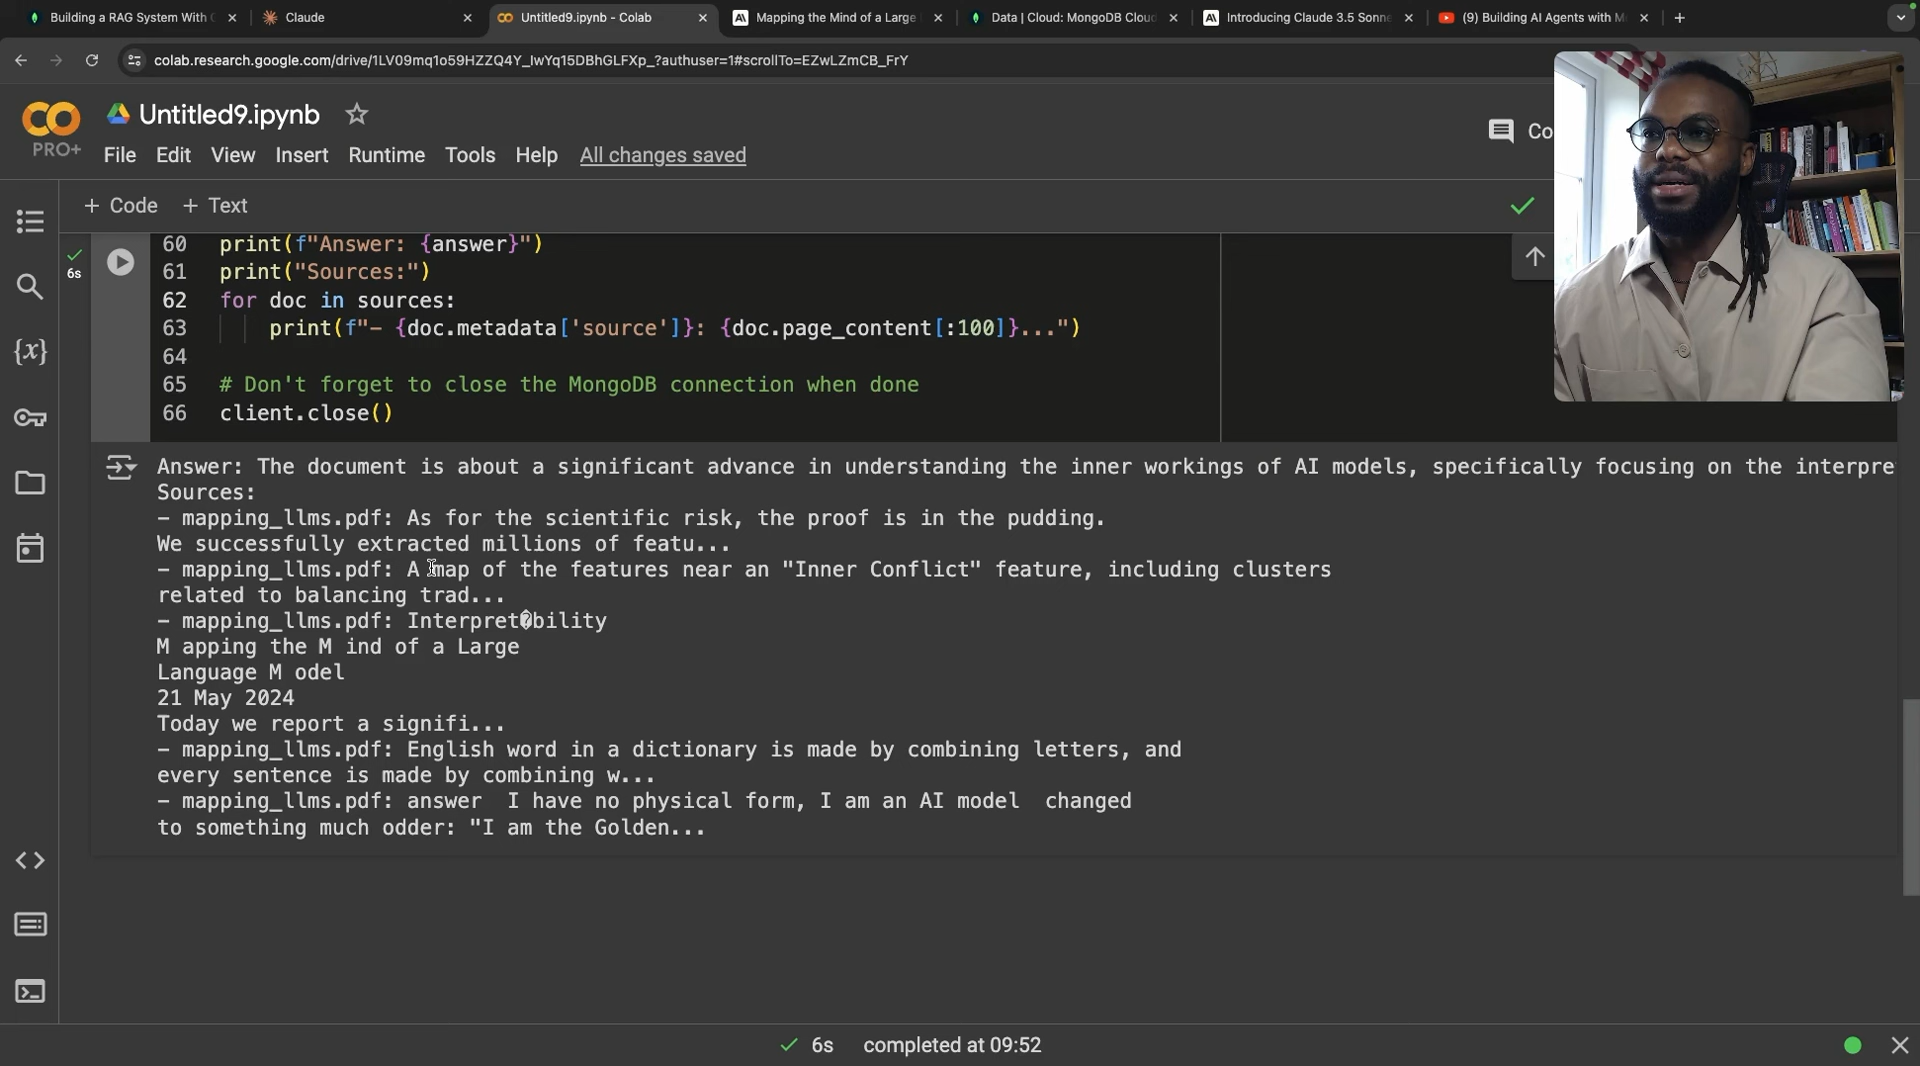 Building a RAG System With
Claude
Untitled9.ipynb - Colab
Mapping the Mind of a Large
Data | Cloud: MongoDB Cloud
Introducing Claude 3.5 Sonne
(9) Building AI Agents with M
colab.research.google.com/drive/1LV09mq1o59HZZQ4Y_IwYq15DBhGLFXp_?authuser=1#scrollTo=EZwLZmCB_FrY
PRO+
Untitled9.ipynb
File Edit View Insert Runtime Tools Help All changes saved
Co
+ Code + Text
6s
60 print(f"Answer: {answer}")
61 print("Sources:")
62 for doc in sources:
63 print(f"- {doc.metadata['source']}: {doc.page_content[:100]}...")
64
65 # Don't forget to close the MongoDB connection when done
66 client.close()
Answer: The document is about a significant advance in understanding the inner workings of AI models, specifically focusing on the interpre
Sources:
- mapping_llms.pdf: As for the scientific risk, the proof is in the pudding.
We successfully extracted millions of featu...
- mapping_llms.pdf: A map of the features near an "Inner Conflict" feature, including clusters
related to balancing trad...
- mapping_llms.pdf: Interpret�bility
M apping the M ind of a Large
Language M odel
21 May 2024
Today we report a signifi...
- mapping_llms.pdf: English word in a dictionary is made by combining letters, and
every sentence is made by combining w...
- mapping_llms.pdf: answer  I have no physical form, I am an AI model  changed
to something much odder: "I am the Golden...
6s completed at 09:52